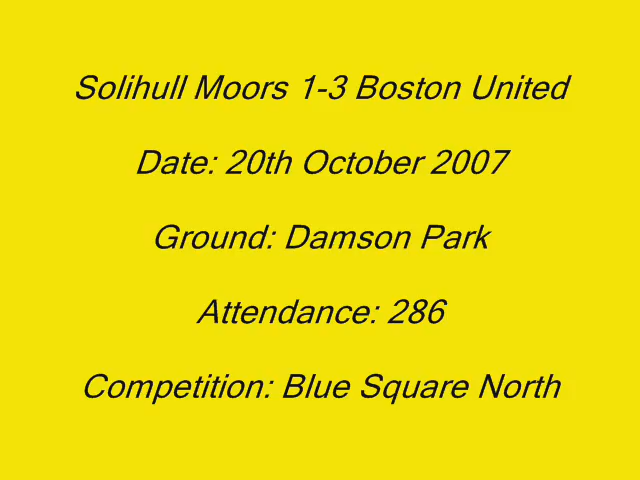 Solihull Moors 1-3 Boston United
Date: 20th October 2007
Ground: Damson Park
Attendance: 286
Competition: Blue Square North